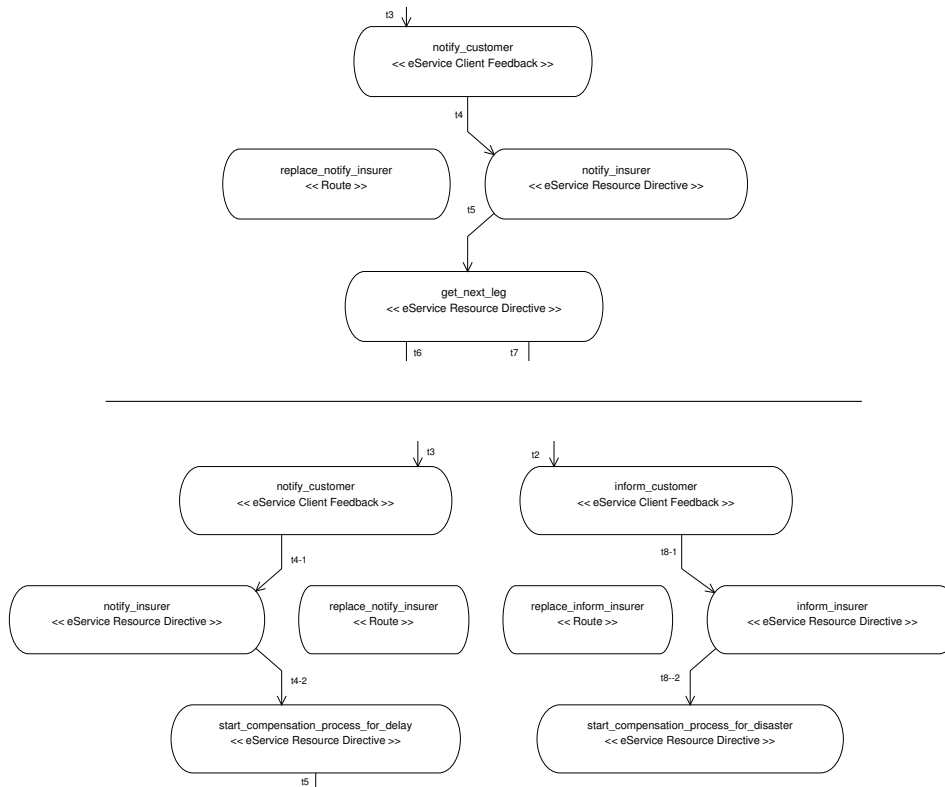 t3
notify_customer
<< eService Client Feedback >>
t4
replace_notify_insurer
<< Route >>
notify_insurer
<< eService Resource Directive >>
t5
get_next_leg
<< eService Resource Directive >>
t6
t7
t3
t2
notify_customer
<< eService Client Feedback >>
inform_customer
<< eService Client Feedback >>
t4-1
t8-1
notify_insurer
<< eService Resource Directive >>
replace_notify_insurer
<< Route >>
replace_inform_insurer
<< Route >>
inform_insurer
<< eService Resource Directive >>
t4-2
t8--2
start_compensation_process_for_delay
<< eService Resource Directive >>
start_compensation_process_for_disaster
<< eService Resource Directive >>
t5